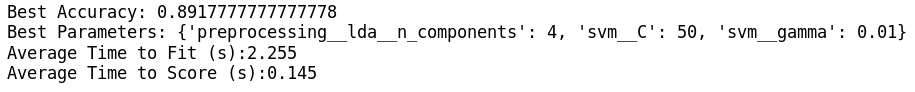 Best Accuracy: 0.8917777777777778
Best Parameters: {'preprocessing__lda__n_components': 4, 'svm__C': 50, 'svm__gamma': 0.01}
Average Time to Fit (s):2.255
Average Time to Score (s):0.145